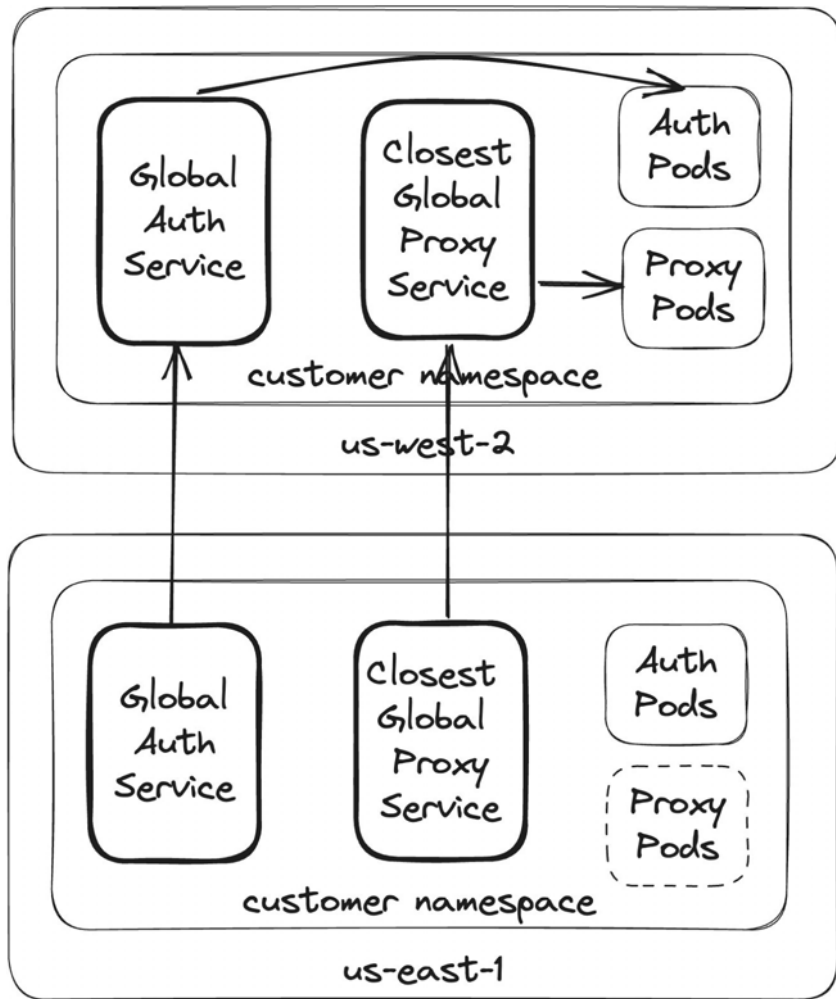 Global
Auth
Service
Closest
Global
Proxy
Service
Auth
Pods
Proxy
Pods
customer namespace
us-west-2
Global
Auth
Service
Closest
Global
Proxy
Service
Auth
Pods
Proxy
Pods
customer namespace
us-east-1